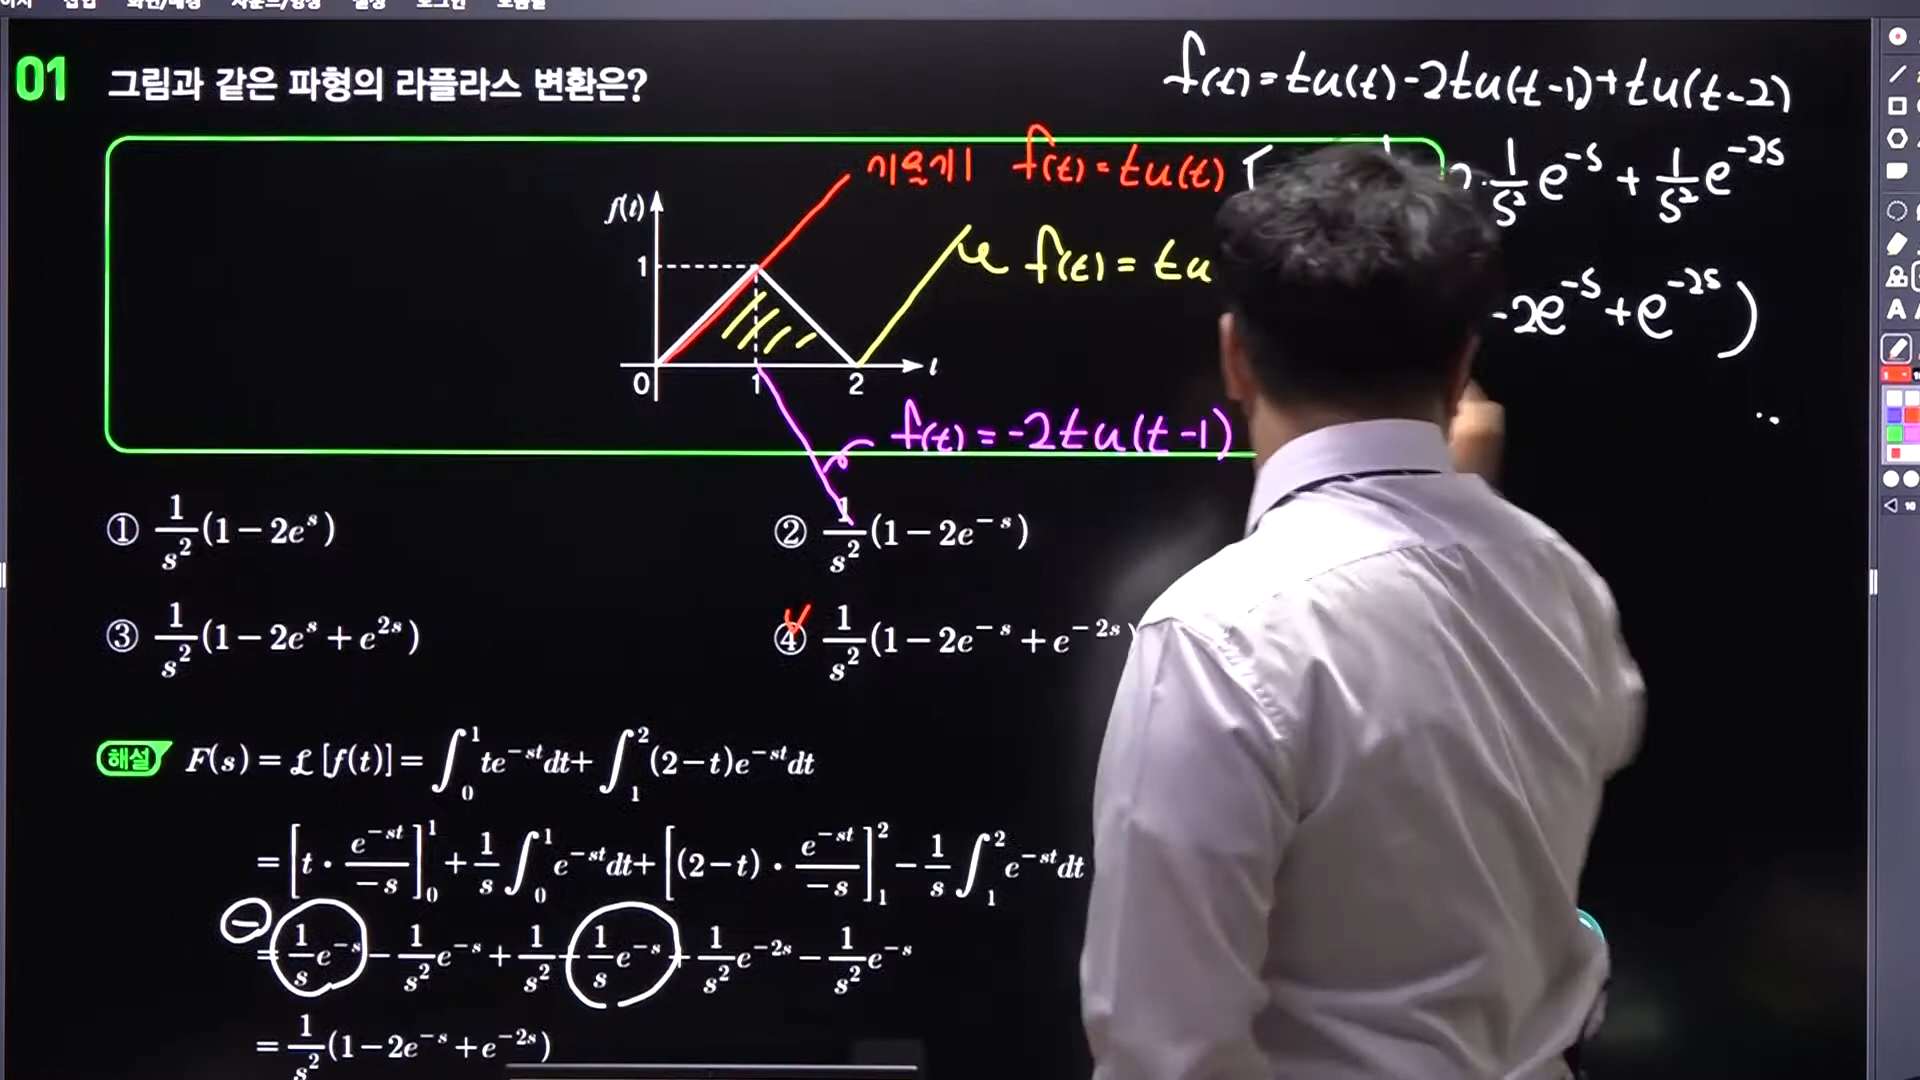 01 그림과 같은 파형의 라플라스 변환은?
f(t)=tu(t)-2tu(t-1)+tu(t-2)
기울기1 f(t)=tu(t)
1/s² e^-s + 1/s² e^-2s
f(t)
1
f(t)=tu
-2e^-s+e^-2s)
0 1 2 t
f(t)=-2tu(t-1)
① 1/s²(1-2e^s)
② 1/s²(1-2e^-s)
③ 1/s²(1-2e^s+e^2s)
④ 1/s²(1-2e^-s+e^-2s)
해설 F(s)=£[f(t)]=∫₀¹te^-st dt+∫₁²(2-t)e^-st dt
=[t·e^-st/-s]₀¹+1/s∫₀¹e^-st dt+[(2-t)·e^-st/-s]₁²-1/s∫₁²e^-st dt
⊖
=1/s e^-s-1/s² e^-s+1/s²+1/s e^-s+1/s² e^-2s-1/s² e^-s
=1/s²(1-2e^-s+e^-2s)